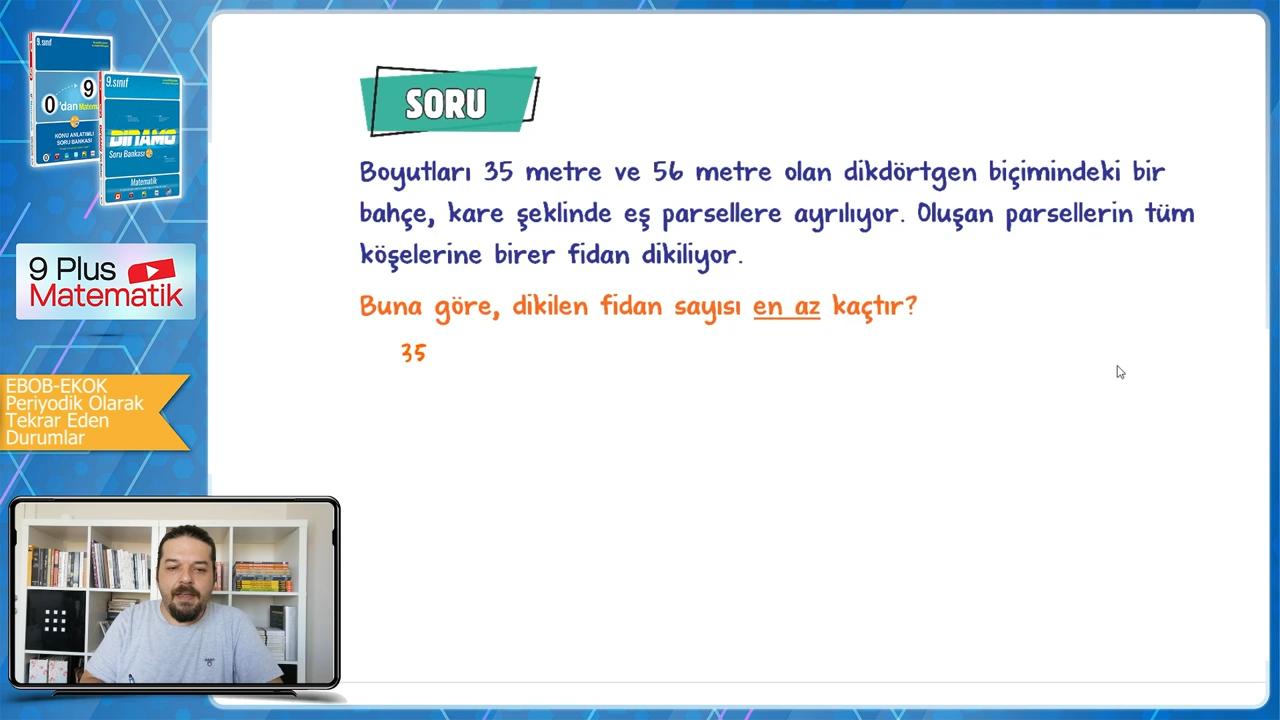 9.sınıf
0'dan 9 Matem
KONU ANLATIMLI
SORU BANKASI
9.sınıf
DİNAMO
Soru Bankası
Matematik
9 Plus
Matematik
EBOB-EKOK
Periyodik Olarak
Tekrar Eden
Durumlar
SORU
Boyutları 35 metre ve 56 metre olan dikdörtgen biçimindeki bir
bahçe, kare şeklinde eş parsellere ayrılıyor. Oluşan parsellerin tüm
köşelerine birer fidan dikiliyor.
Buna göre, dikilen fidan sayısı en az kaçtır?
35